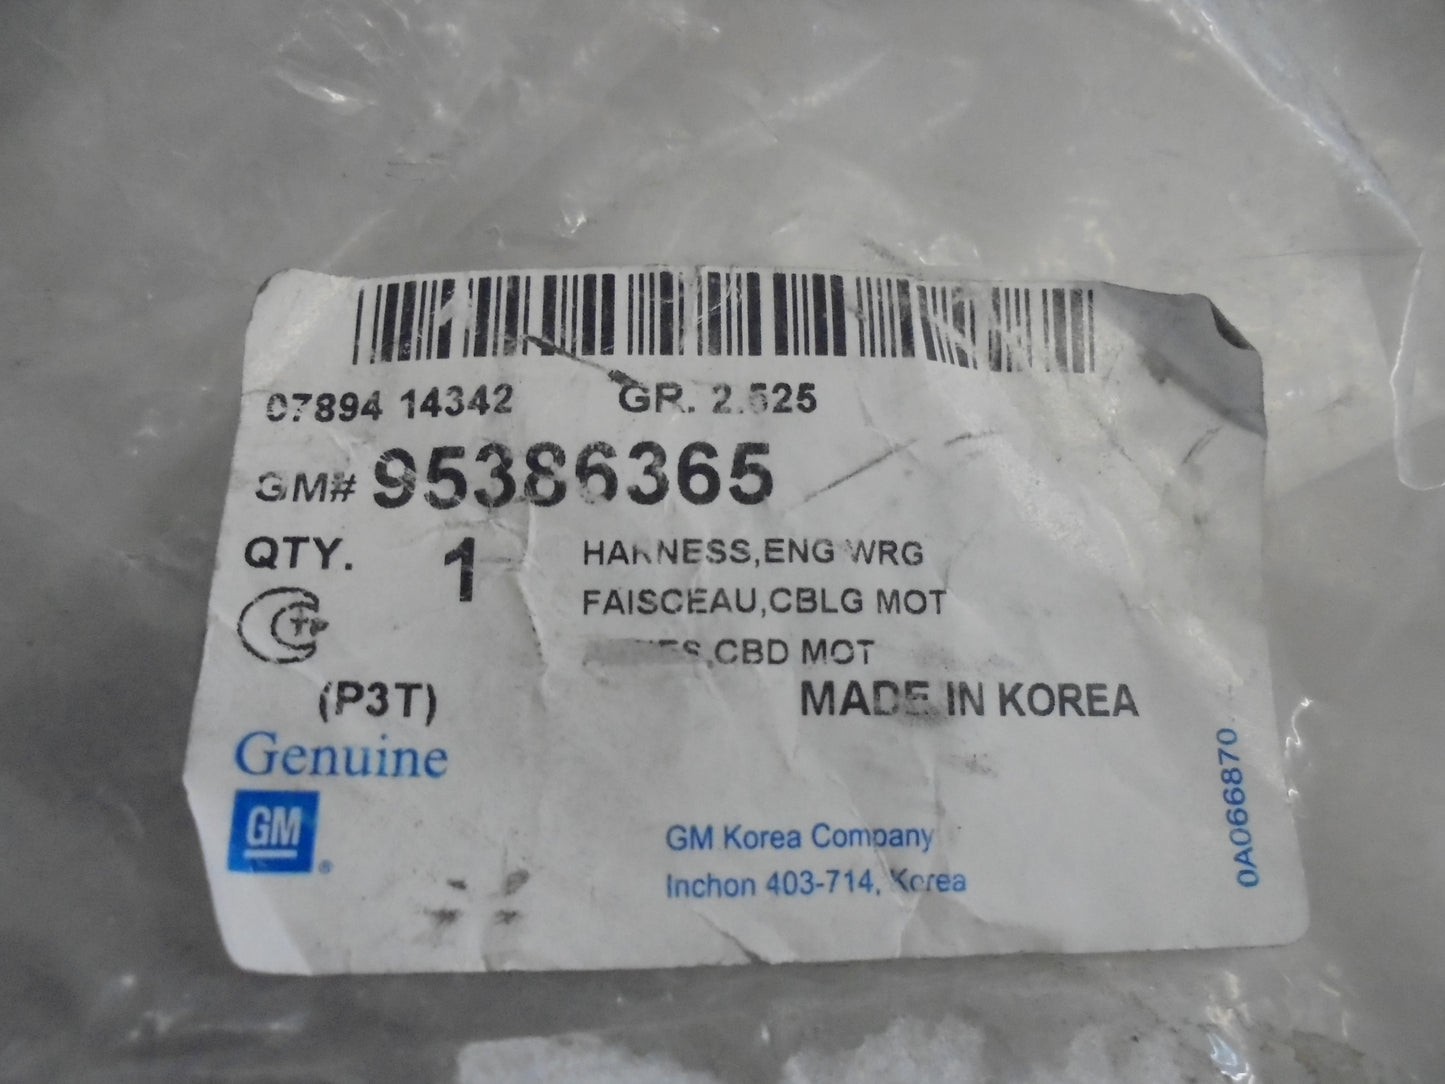 07894 14342 GR. 2.525
GM# 95386365
QTY. 1 HARNESS,ENG WRG
FAISCEAU,CBLG MOT
,CBD MOT
(P3T) MADE IN KOREA
Genuine
GM ®
GM Korea Company
Inchon 403-714, Korea
0A066870